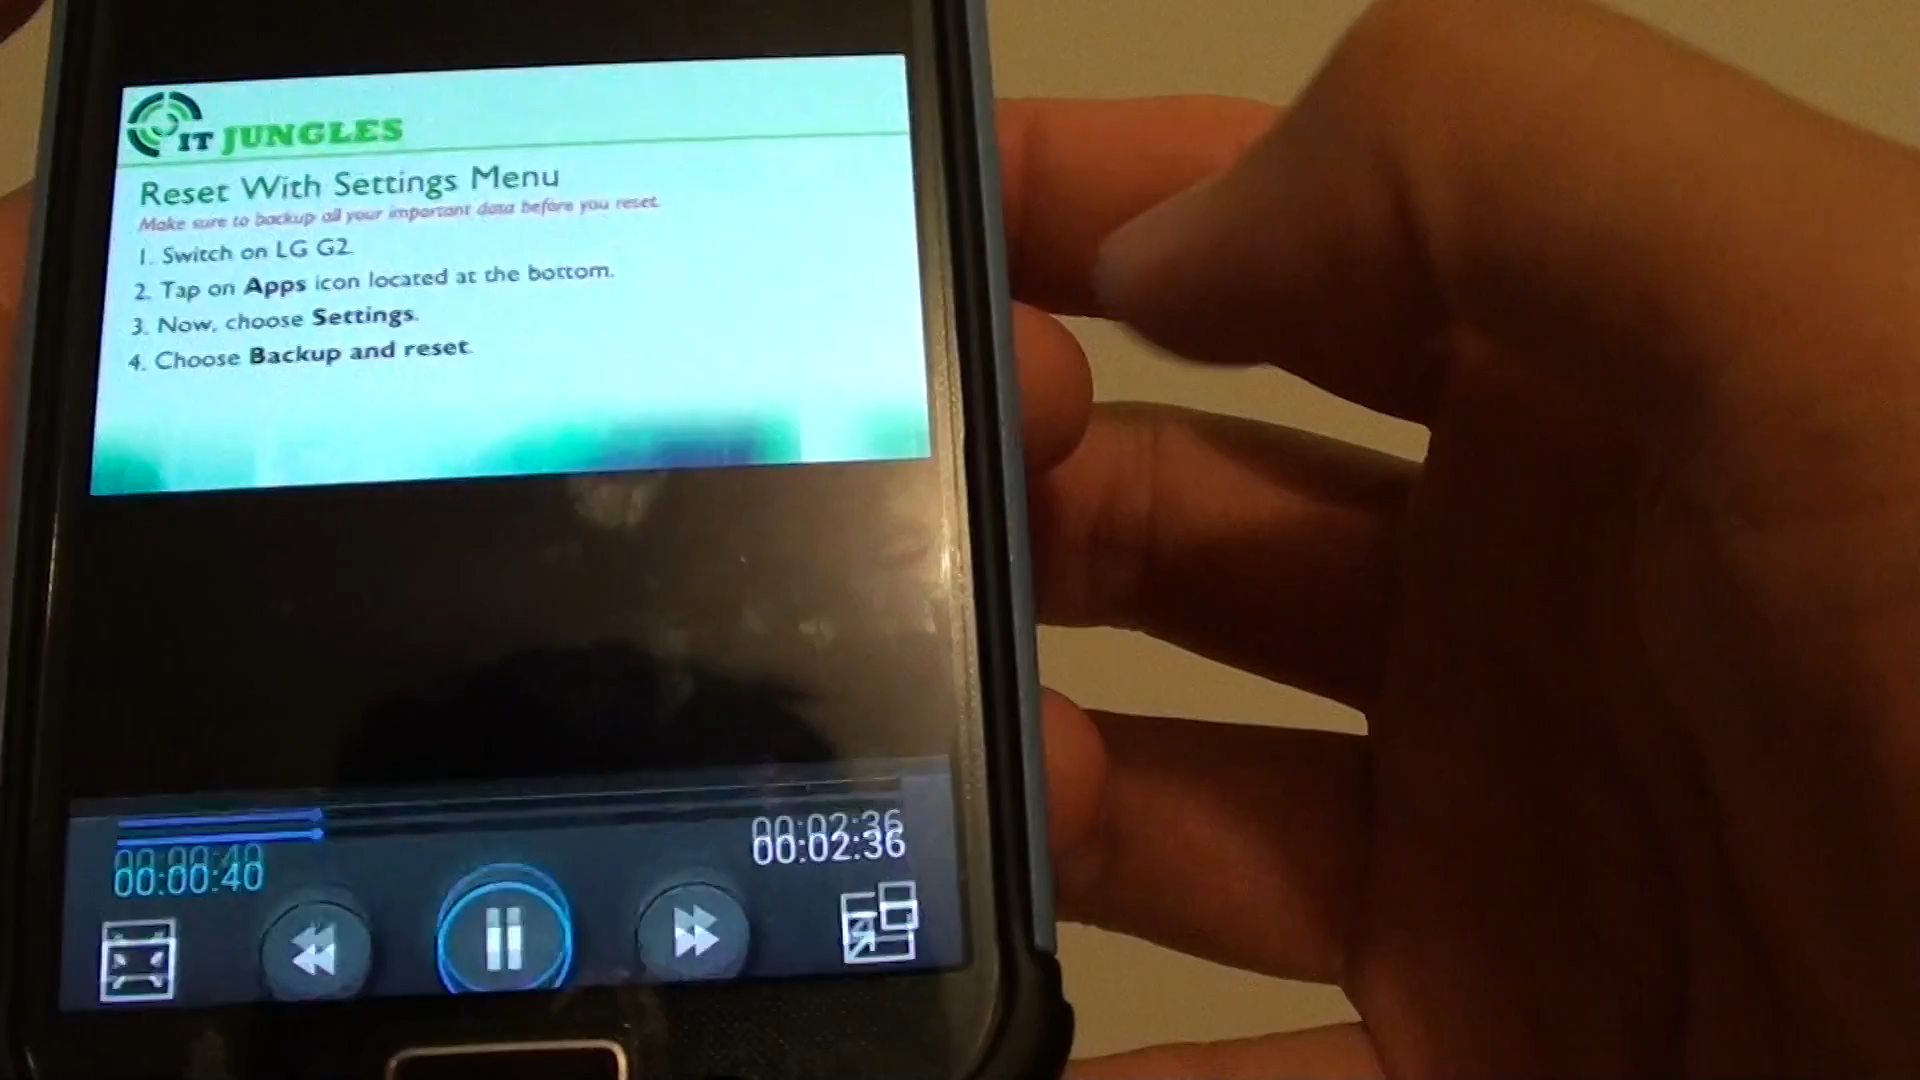 IT JUNGLES
Reset With Settings Menu
Make sure to backup all your important data before you reset.
1. Switch on LG G2.
2. Tap on Apps icon located at the bottom.
3. Now, choose Settings.
4. Choose Backup and reset.
00:02:36
00:00:40